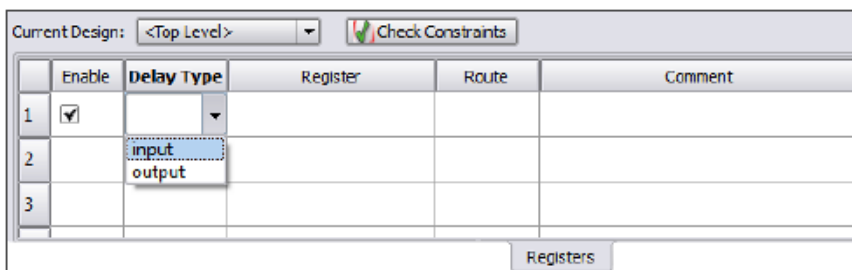 Current Design: <Top Level> Check Constraints
Enable Delay Type Register Route Comment
1
input
2
output
3
Registers